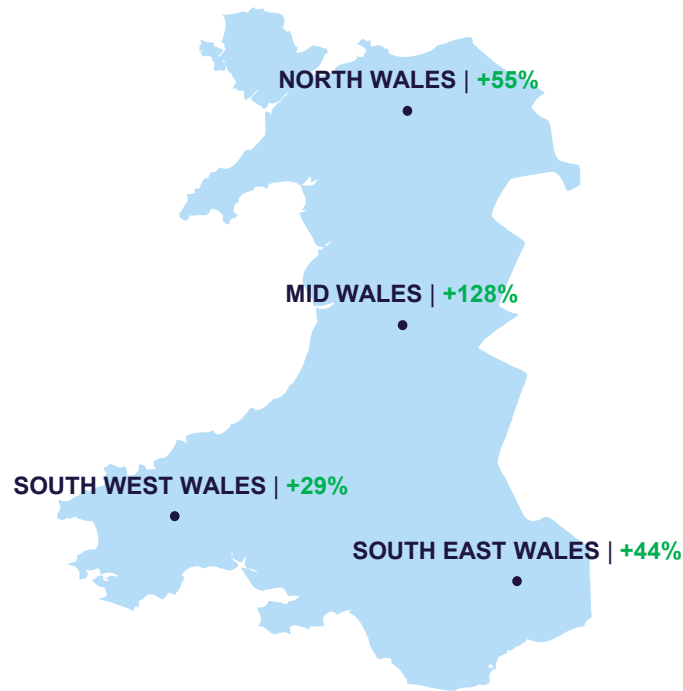 NORTH WALES | +55%
MID WALES | +128%
SOUTH WEST WALES | +29%
SOUTH EAST WALES | +44%